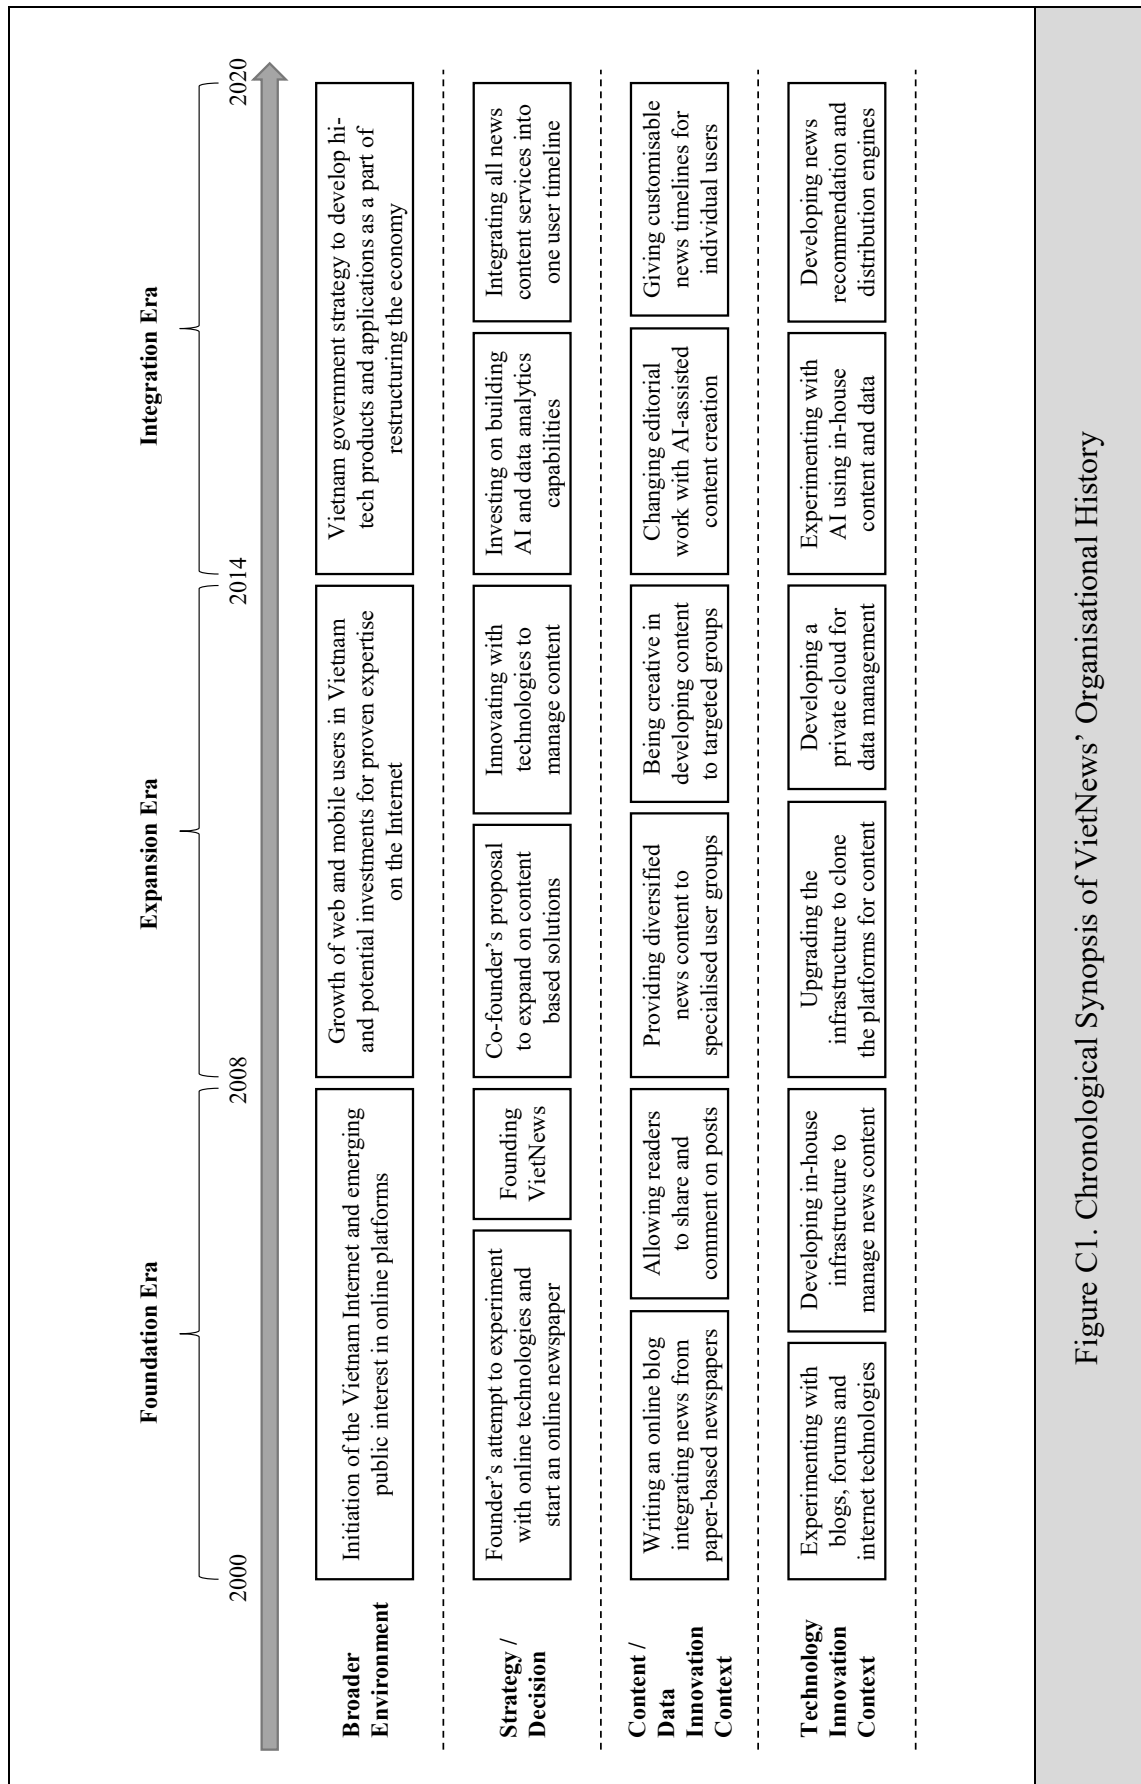 Foundation Era
Expansion Era
Integration Era
2000
2008
2014
2020
Broader
Environment
Initiation of the Vietnam Internet and emerging
public interest in online platforms
Growth of web and mobile users in Vietnam
and potential investments for proven expertise
on the Internet
Vietnam government strategy to develop hi-
tech products and applications as a part of
restructuring the economy
Strategy /
Decision
Founder’s attempt to experiment
with online technologies and
start an online newspaper
Founding
VietNews
Co-founder’s proposal
to expand on content
based solutions
Innovating with
technologies to
manage content
Investing on building
AI and data analytics
capabilities
Integrating all news
content services into
one user timeline
Content /
Data
Innovation
Context
Writing an online blog
integrating news from
paper-based newspapers
Allowing readers
to share and
comment on posts
Providing diversified
news content to
specialised user groups
Being creative in
developing content
to targeted groups
Changing editorial
work with AI-assisted
content creation
Giving customisable
news timelines for
individual users
Technology
Innovation
Context
Experimenting with
blogs, forums and
internet technologies
Developing in-house
infrastructure to
manage news content
Upgrading the
infrastructure to clone
the platforms for content
Developing a
private cloud for
data management
Experimenting with
AI using in-house
content and data
Developing news
recommendation and
distribution engines
Figure C1. Chronological Synopsis of VietNews’ Organisational History